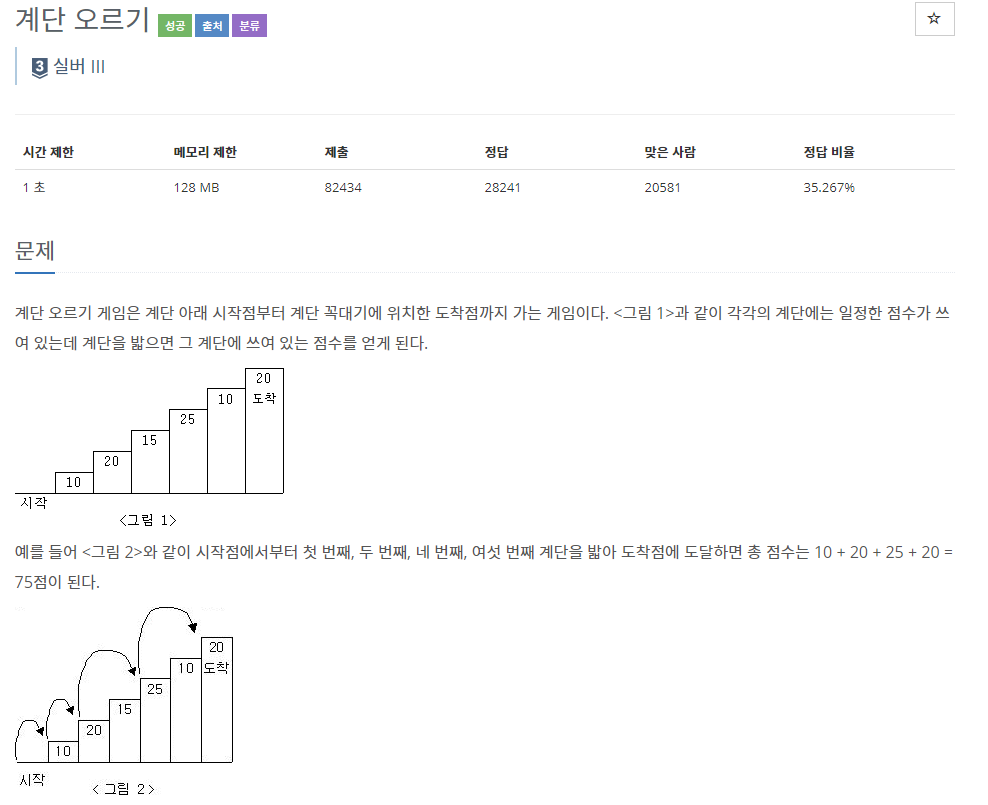 계단 오르기 성공 출처 분류 ☆
3 실버 III
시간 제한 메모리 제한 제출 정답 맞은 사람 정답 비율
1 초 128 MB 82434 28241 20581 35.267%
문제
계단 오르기 게임은 계단 아래 시작점부터 계단 꼭대기에 위치한 도착점까지 가는 게임이다. <그림 1>과 같이 각각의 계단에는 일정한 점수가 쓰
여 있는데 계단을 밟으면 그 계단에 쓰여 있는 점수를 얻게 된다.
20
10 도착
25
15
20
10
시작
<그림 1>
예를 들어 <그림 2>와 같이 시작점에서부터 첫 번째, 두 번째, 네 번째, 여섯 번째 계단을 밟아 도착점에 도달하면 총 점수는 10 + 20 + 25 + 20 =
75점이 된다.
20
10 도착
25
15
20
10
시작
< 그림 2>